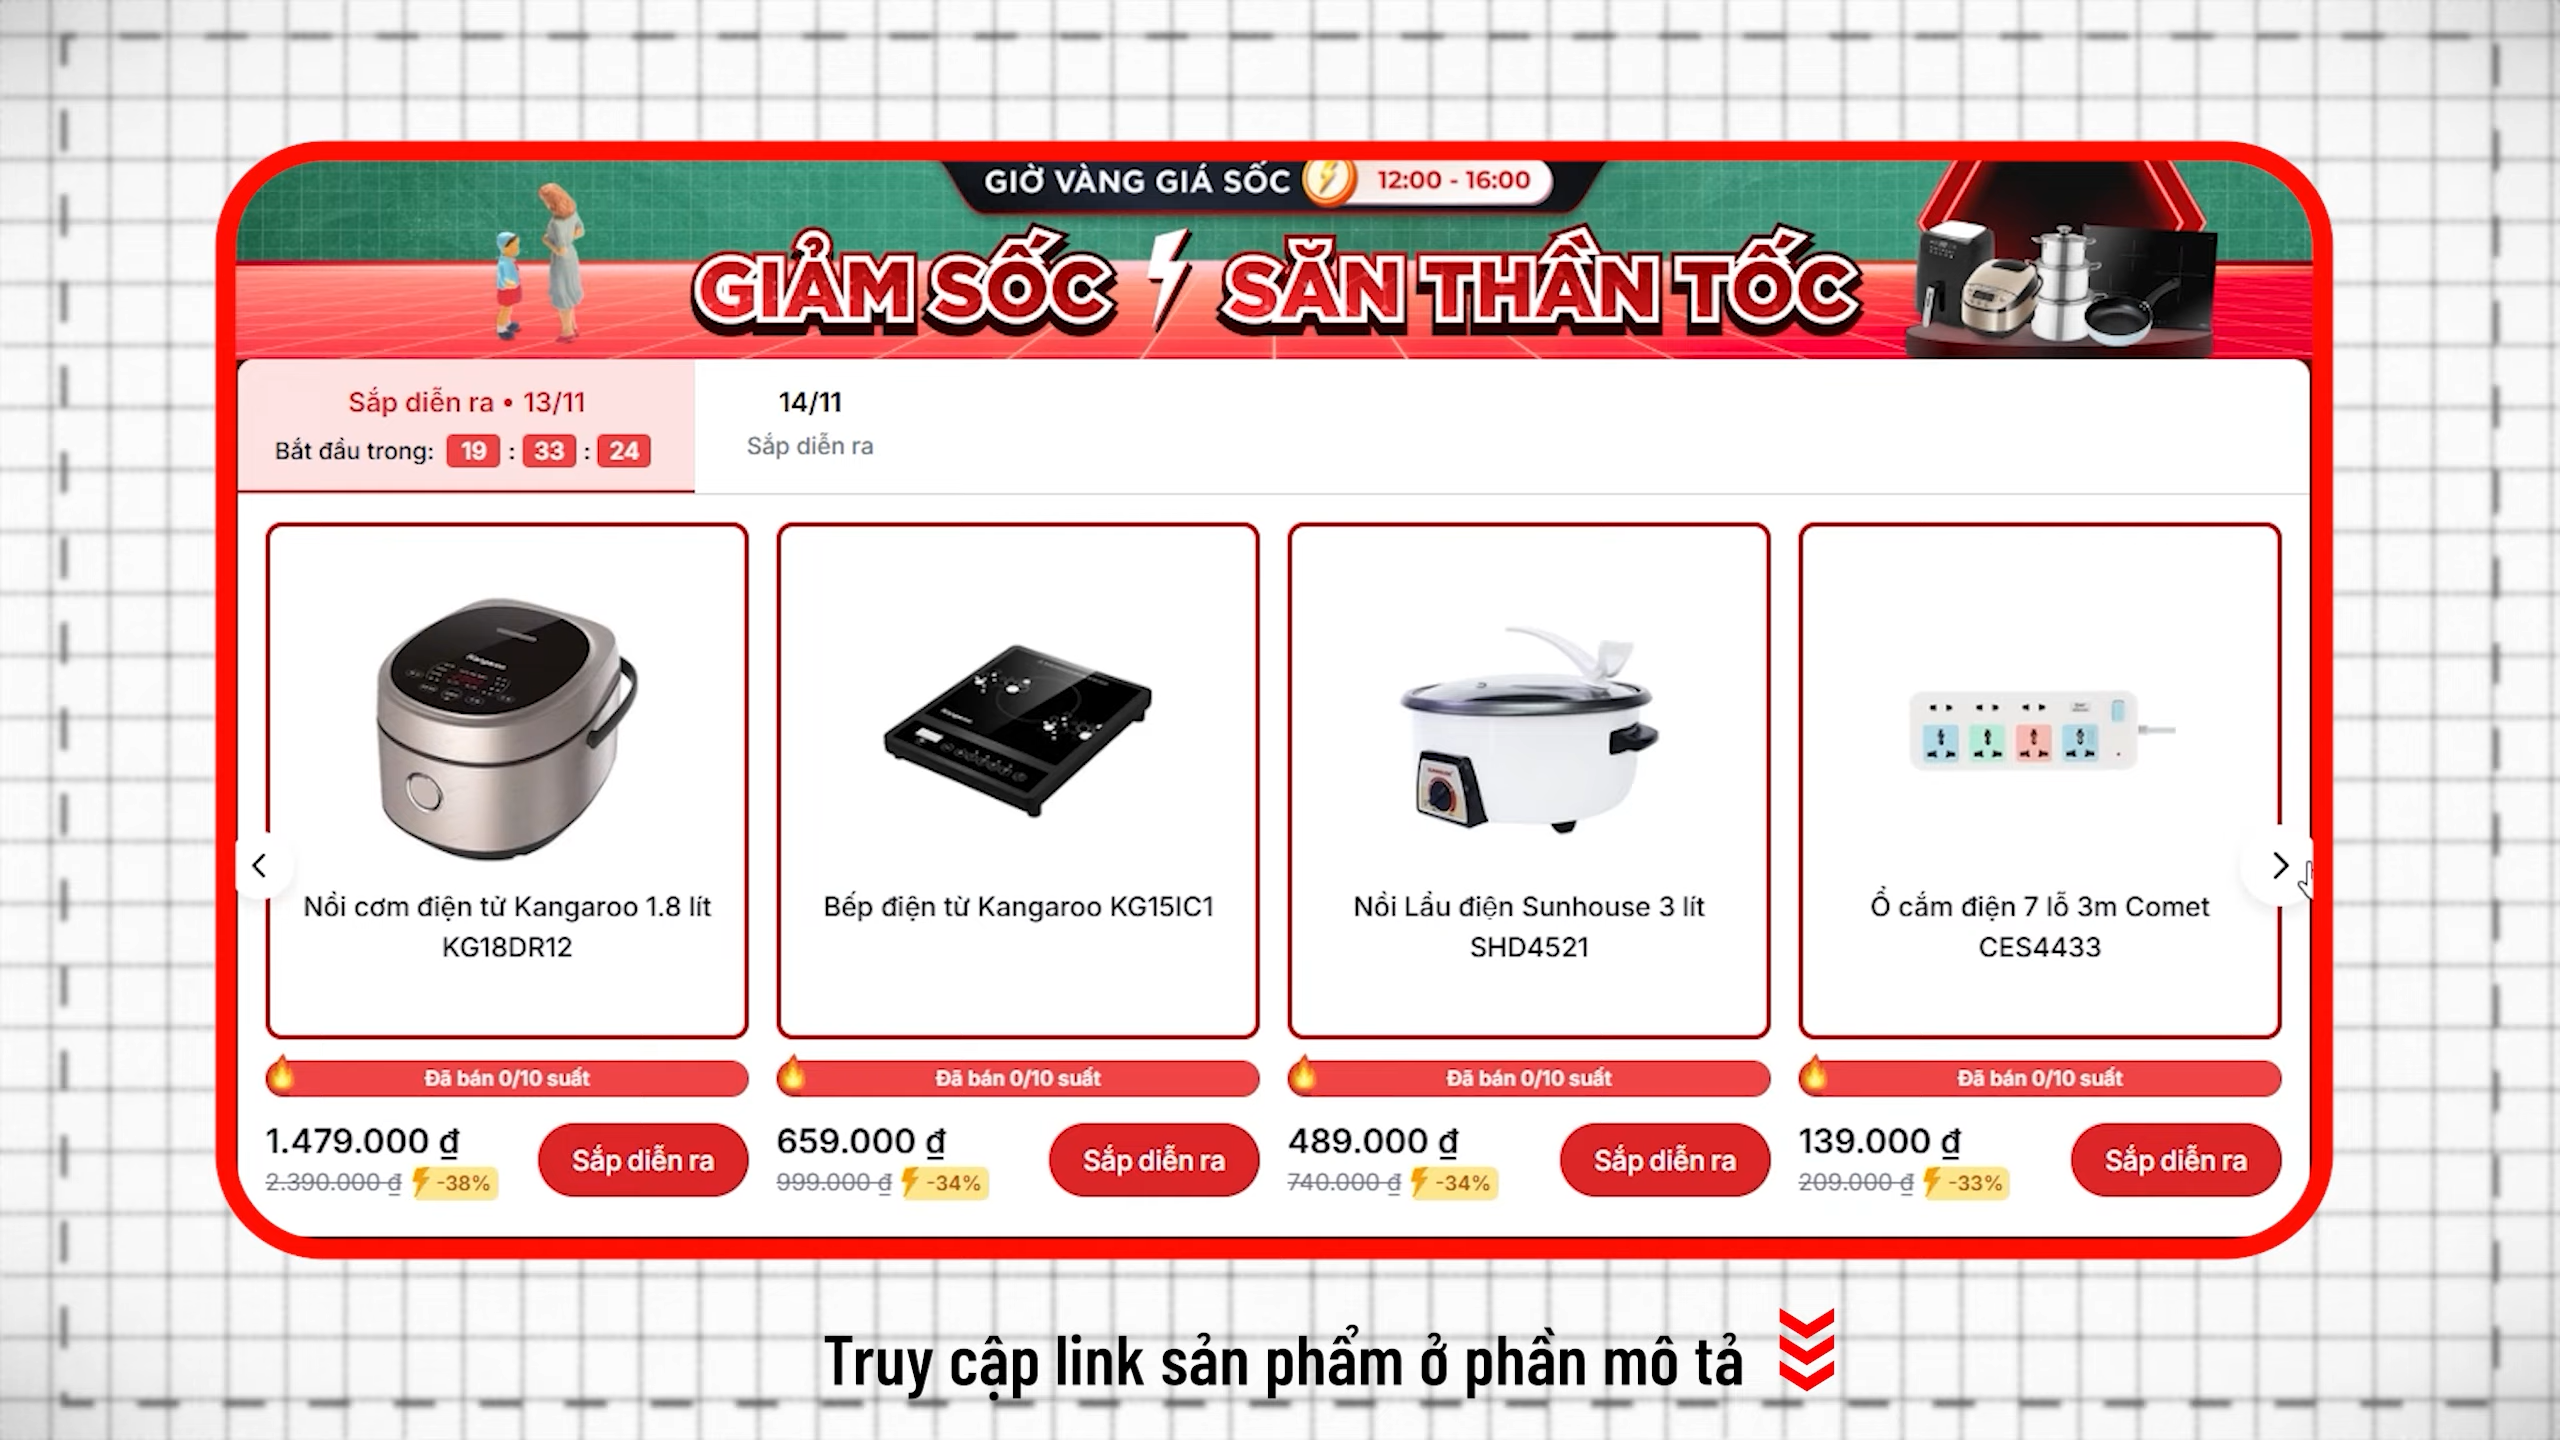 GIỜ VÀNG GIÁ SỐC 12:00 - 16:00
GIẢM SỐC SĂN THẦN TỐC
Sắp diễn ra • 13/11
Bắt đầu trong: 19 : 33 : 24
14/11
Sắp diễn ra
Kangaroo
Kangaroo
SUNHOUSE
Nồi cơm điện tử Kangaroo 1.8 lít
KG18DR12
Bếp điện từ Kangaroo KG15IC1
Nồi Lẩu điện Sunhouse 3 lít
SHD4521
Ổ cắm điện 7 lỗ 3m Comet
CES4433
Đã bán 0/10 suất
Đã bán 0/10 suất
Đã bán 0/10 suất
Đã bán 0/10 suất
1.479.000 ₫
2.390.000 ₫ -38%
Sắp diễn ra
659.000 ₫
999.000 ₫ -34%
Sắp diễn ra
489.000 ₫
740.000 ₫ -34%
Sắp diễn ra
139.000 ₫
209.000 ₫ -33%
Sắp diễn ra
Truy cập link sản phẩm ở phần mô tả